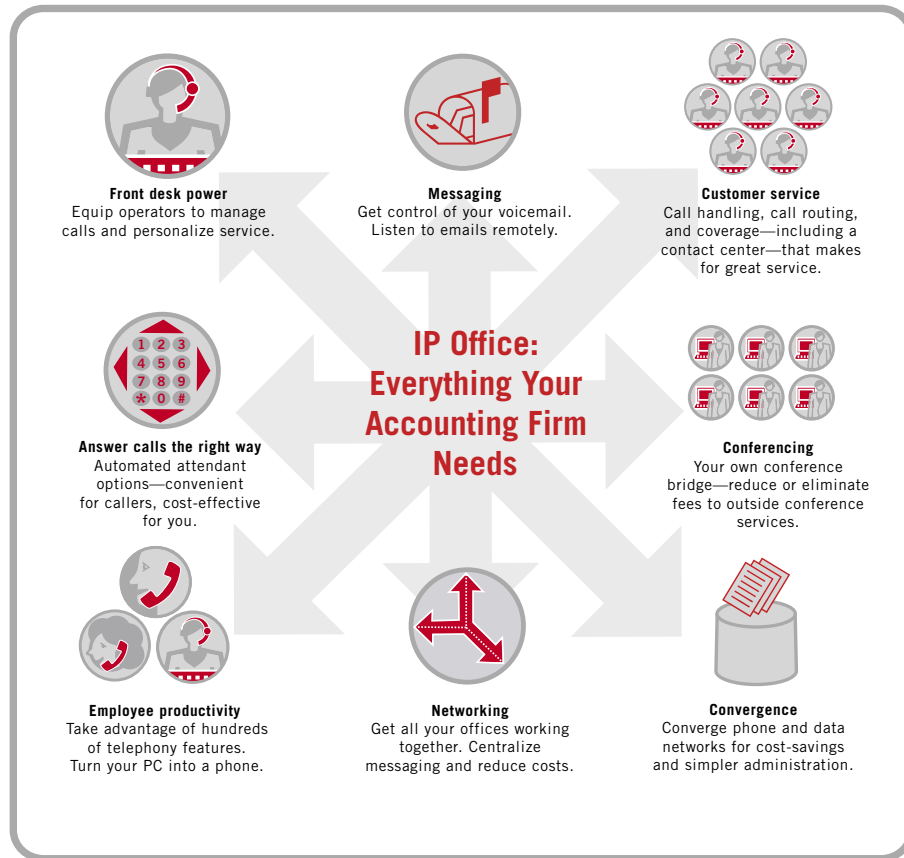 Front desk power
Equip operators to manage
calls and personalize service.
Messaging
Get control of your voicemail.
Listen to emails remotely.
Customer service
Call handling, call routing,
and coverage—including a
contact center—that makes
for great service.
IP Office:
Everything Your
Accounting Firm
Needs
1 2 3
4 5 6
7 8 9
* 0 #
Answer calls the right way
Automated attendant
options—convenient
for callers, cost-effective
for you.
Conferencing
Your own conference
bridge—reduce or eliminate
fees to outside conference
services.
Employee productivity
Take advantage of hundreds
of telephony features.
Turn your PC into a phone.
Networking
Get all your offices working
together. Centralize
messaging and reduce costs.
Convergence
Converge phone and data
networks for cost-savings
and simpler administration.